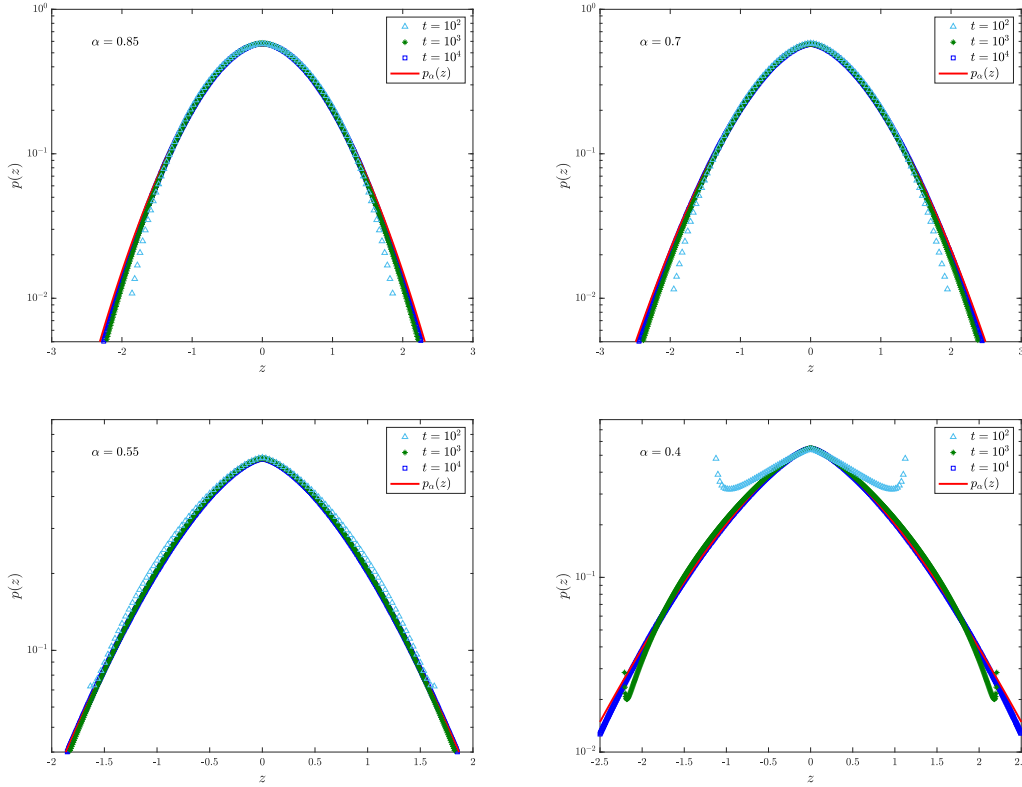 10^0
10^{-1}
10^{-2}
p(z)
α = 0.85
t = 10^2
t = 10^3
t = 10^4
p_α(z)
-3 -2 -1 0 1 2 3
z
10^0
10^{-1}
10^{-2}
p(z)
α = 0.7
t = 10^2
t = 10^3
t = 10^4
p_α(z)
-3 -2 -1 0 1 2 3
z
10^{-1}
p(z)
α = 0.55
t = 10^2
t = 10^3
t = 10^4
p_α(z)
-2 -1.5 -1 -0.5 0 0.5 1 1.5 2
z
10^{-1}
10^{-2}
p(z)
α = 0.4
t = 10^2
t = 10^3
t = 10^4
p_α(z)
-2.5 -2 -1.5 -1 -0.5 0 0.5 1 1.5 2 2.5
z